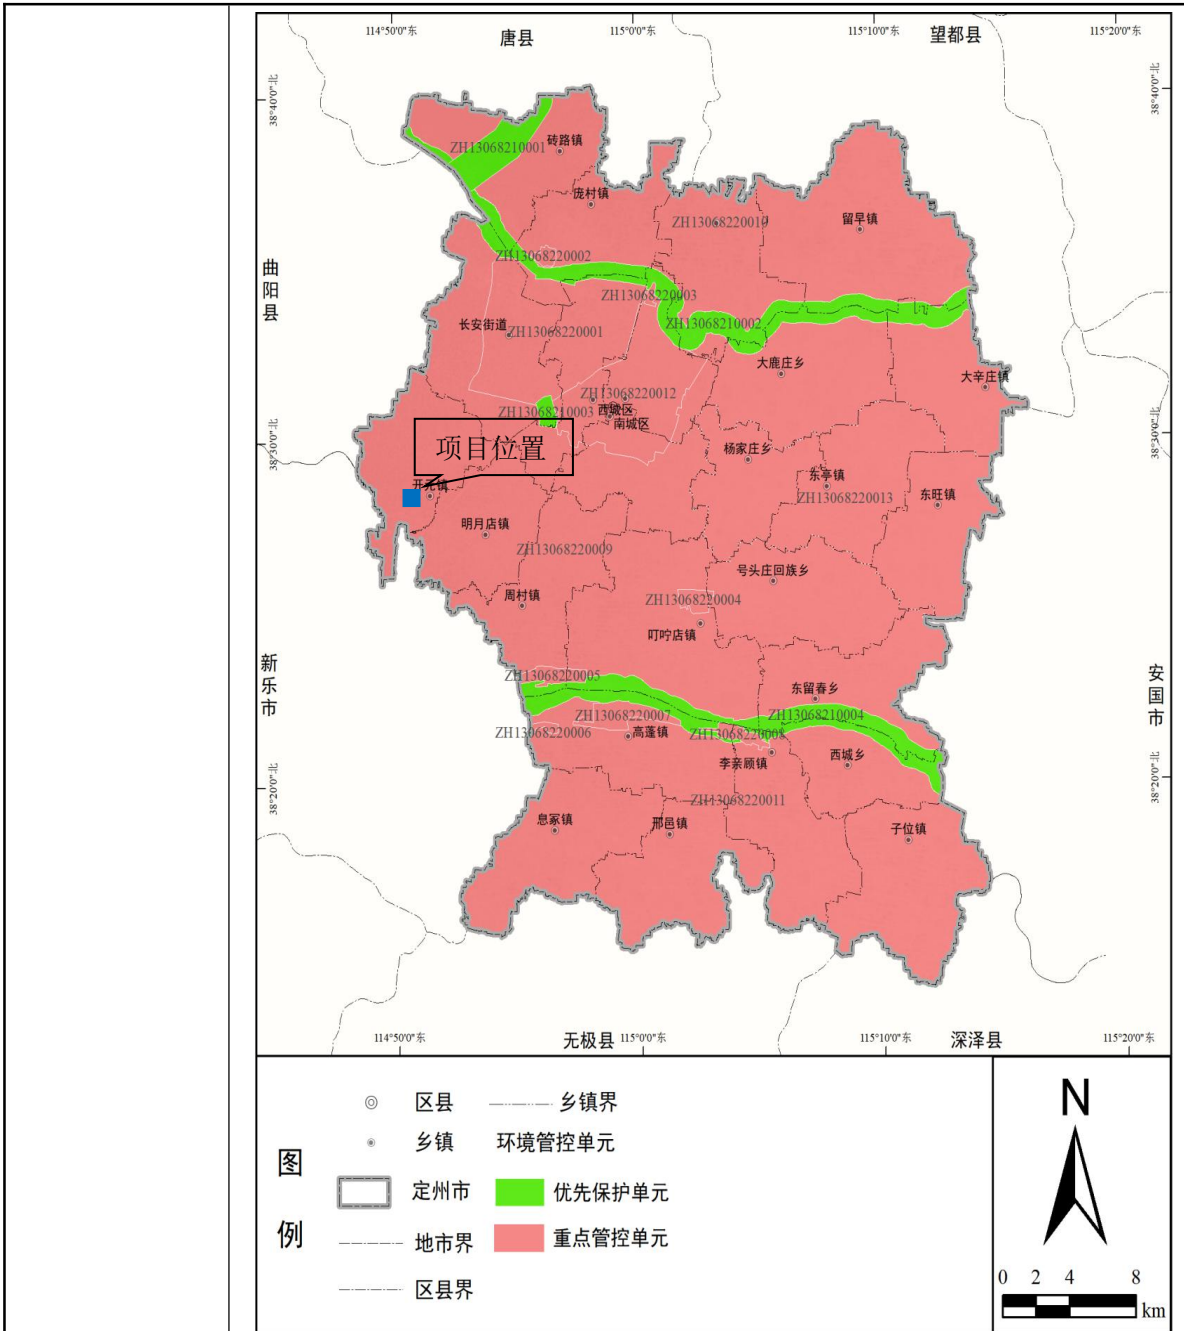 114°50'0"东
115°0'0"东
115°10'0"东
115°20'0"东
唐县
望都县
38°40'0"北
38°40'0"北
砖路镇
ZH13068210001
庞村镇
留早镇
ZH13068220010
ZH13068220002
曲阳县
ZH13068220003
长安街道
ZH13068220001
ZH13068210002
大鹿庄乡
大辛庄镇
ZH13068220012
ZH13068210003
西城区
南城区
项目位置
38°30'0"北
38°30'0"北
杨家庄乡
东亭镇
ZH13068220013
开元镇
东旺镇
明月店镇
ZH13068220009
号头庄回族乡
周村镇
ZH13068220004
叮咛店镇
新乐市
安国市
ZH13068220005
东留春乡
ZH13068220007
ZH13068210004
ZH13068220006
高蓬镇
ZH13068220008
李亲顾镇
西城乡
38°20'0"北
38°20'0"北
ZH13068220011
息冢镇
邢邑镇
子位镇
无极县
深泽县
114°50'0"东
115°0'0"东
115°10'0"东
115°20'0"东
图例
区县
乡镇界
乡镇
环境管控单元
定州市
优先保护单元
地市界
重点管控单元
区县界
N
0 2 4 8
km